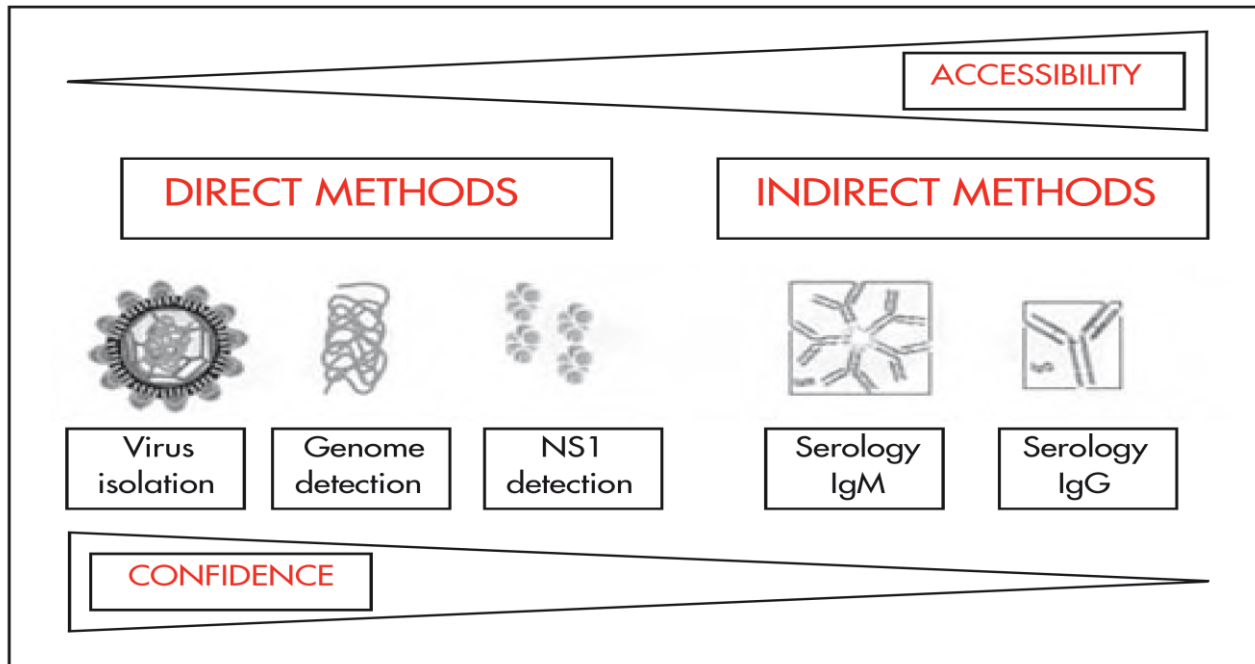 ACCESSIBILITY
DIRECT METHODS
INDIRECT METHODS
Virus
isolation
Genome
detection
NS1
detection
Serology
IgM
Serology
IgG
CONFIDENCE